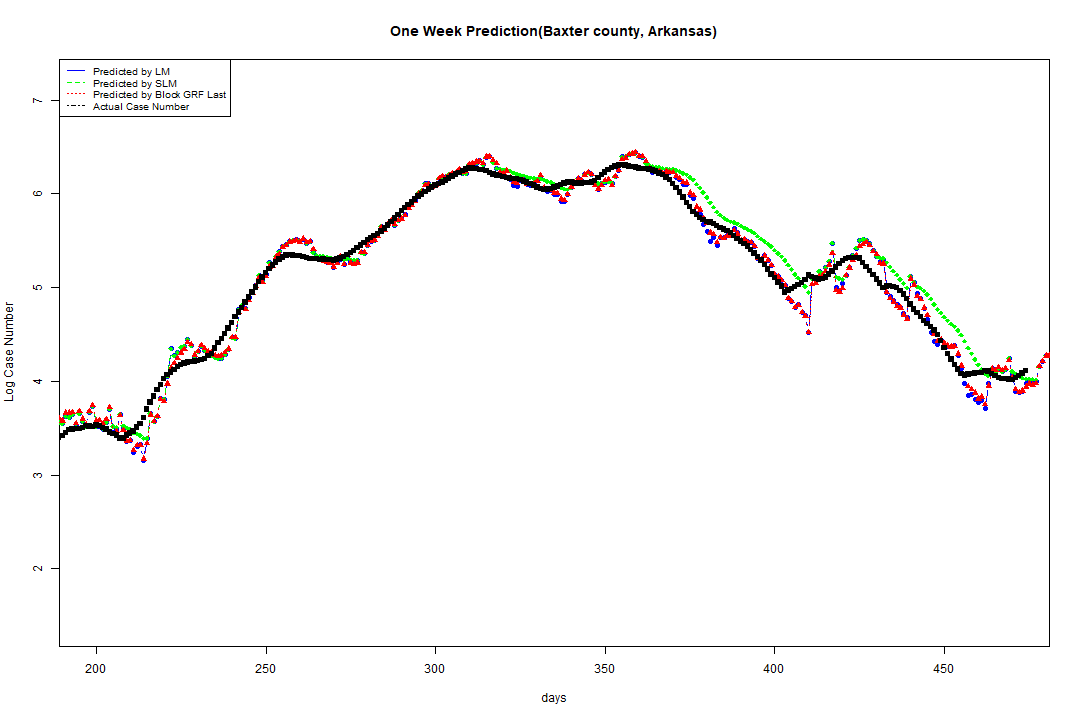 One Week Prediction(Baxter county, Arkansas)
Predicted by LM
Predicted by SLM
Predicted by Block GRF Last
Actual Case Number
7
6
5
4
3
2
Log Case Number
200 250 300 350 400 450
days